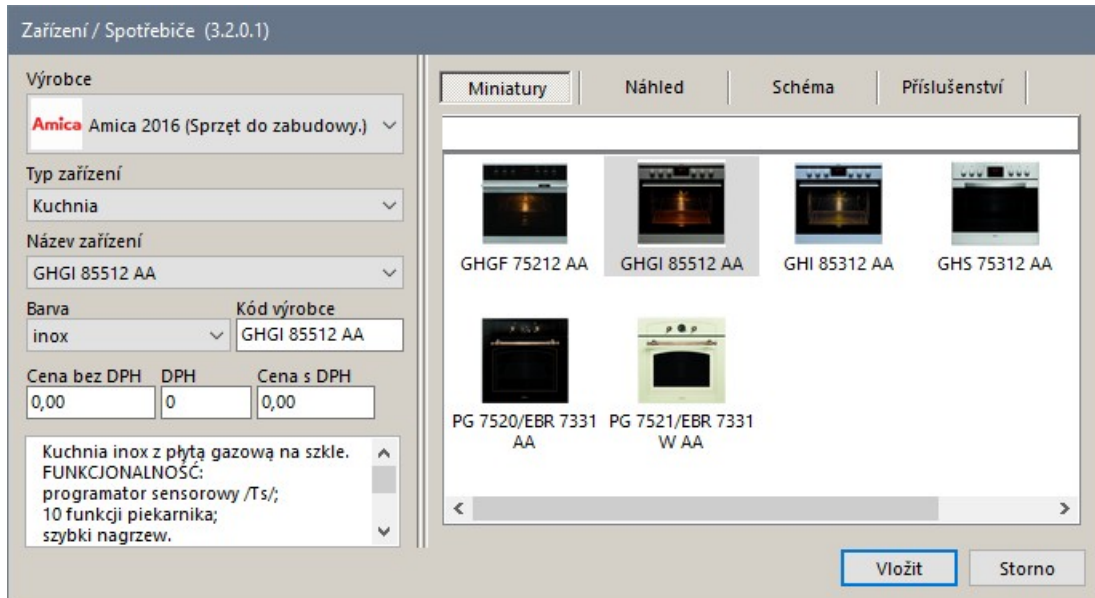 Zařízení / Spotřebiče (3.2.0.1)
Výrobce
Amica Amica 2016 (Sprzęt do zabudowy.)
Typ zařízení
Kuchnia
Název zařízení
GHGI 85512 AA
Barva Kód výrobce
inox GHGI 85512 AA
Cena bez DPH DPH Cena s DPH
0,00 0 0,00
Kuchnia inox z płytą gazową na szkle.
FUNKCJONALNOŚĆ:
programator sensorowy /Ts/;
10 funkcji piekarnika;
szybki nagrzew.
Miniatury Náhled Schéma Příslušenství
GHGF 75212 AA GHGI 85512 AA GHI 85312 AA GHS 75312 AA
PG 7520/EBR 7331 AA
PG 7521/EBR 7331 W AA
Vložit Storno